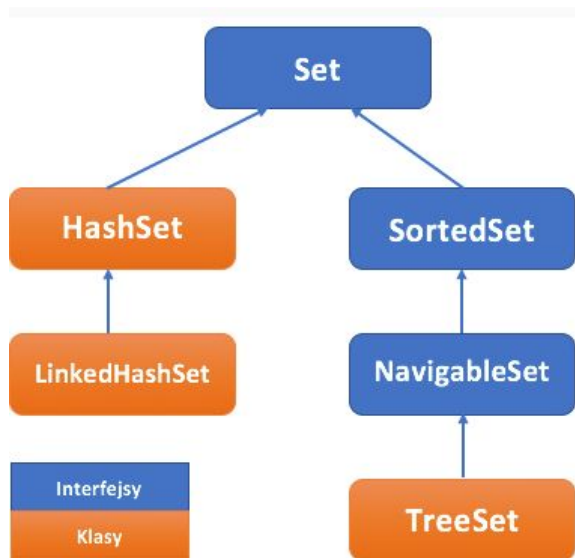 Set
HashSet
SortedSet
LinkedHashSet
NavigableSet
Interfejsy
Klasy
TreeSet